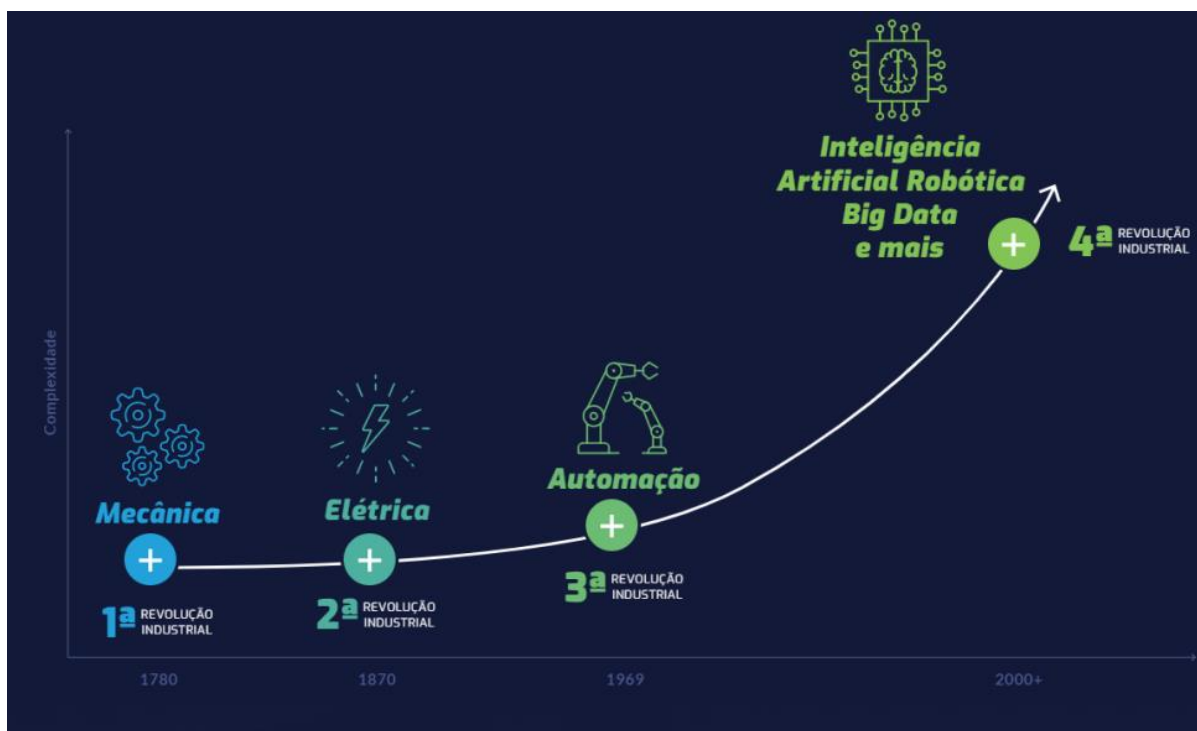 Inteligência
Artificial Robótica
Big Data
e mais
4ª REVOLUÇÃO
INDUSTRIAL
Complexidade
Mecânica
Elétrica
Automação
1ª REVOLUÇÃO
INDUSTRIAL
2ª REVOLUÇÃO
INDUSTRIAL
3ª REVOLUÇÃO
INDUSTRIAL
1780
1870
1969
2000+